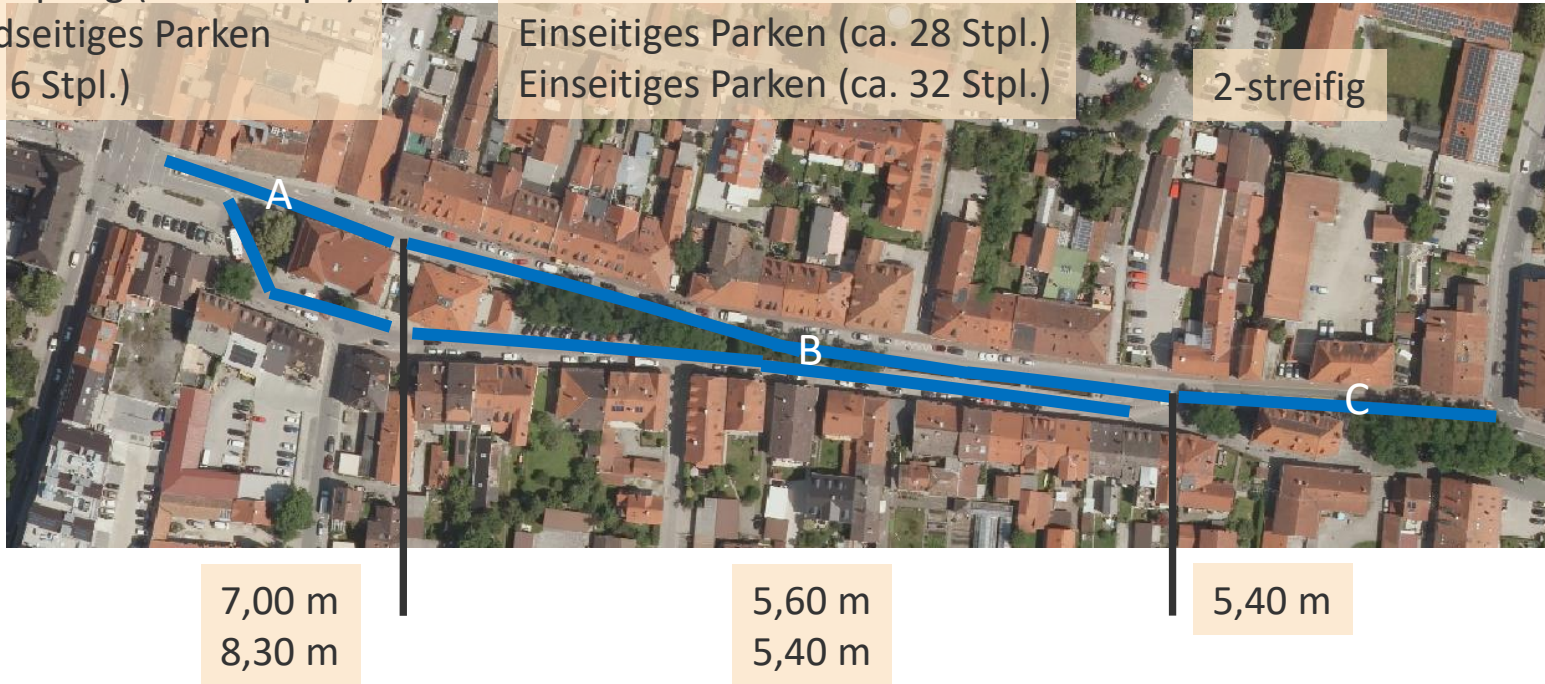 dseitiges Parken
6 Stpl.)
Einseitiges Parken (ca. 28 Stpl.)
Einseitiges Parken (ca. 32 Stpl.)
2-streifig
A
B
C
7,00 m
8,30 m
5,60 m
5,40 m
5,40 m